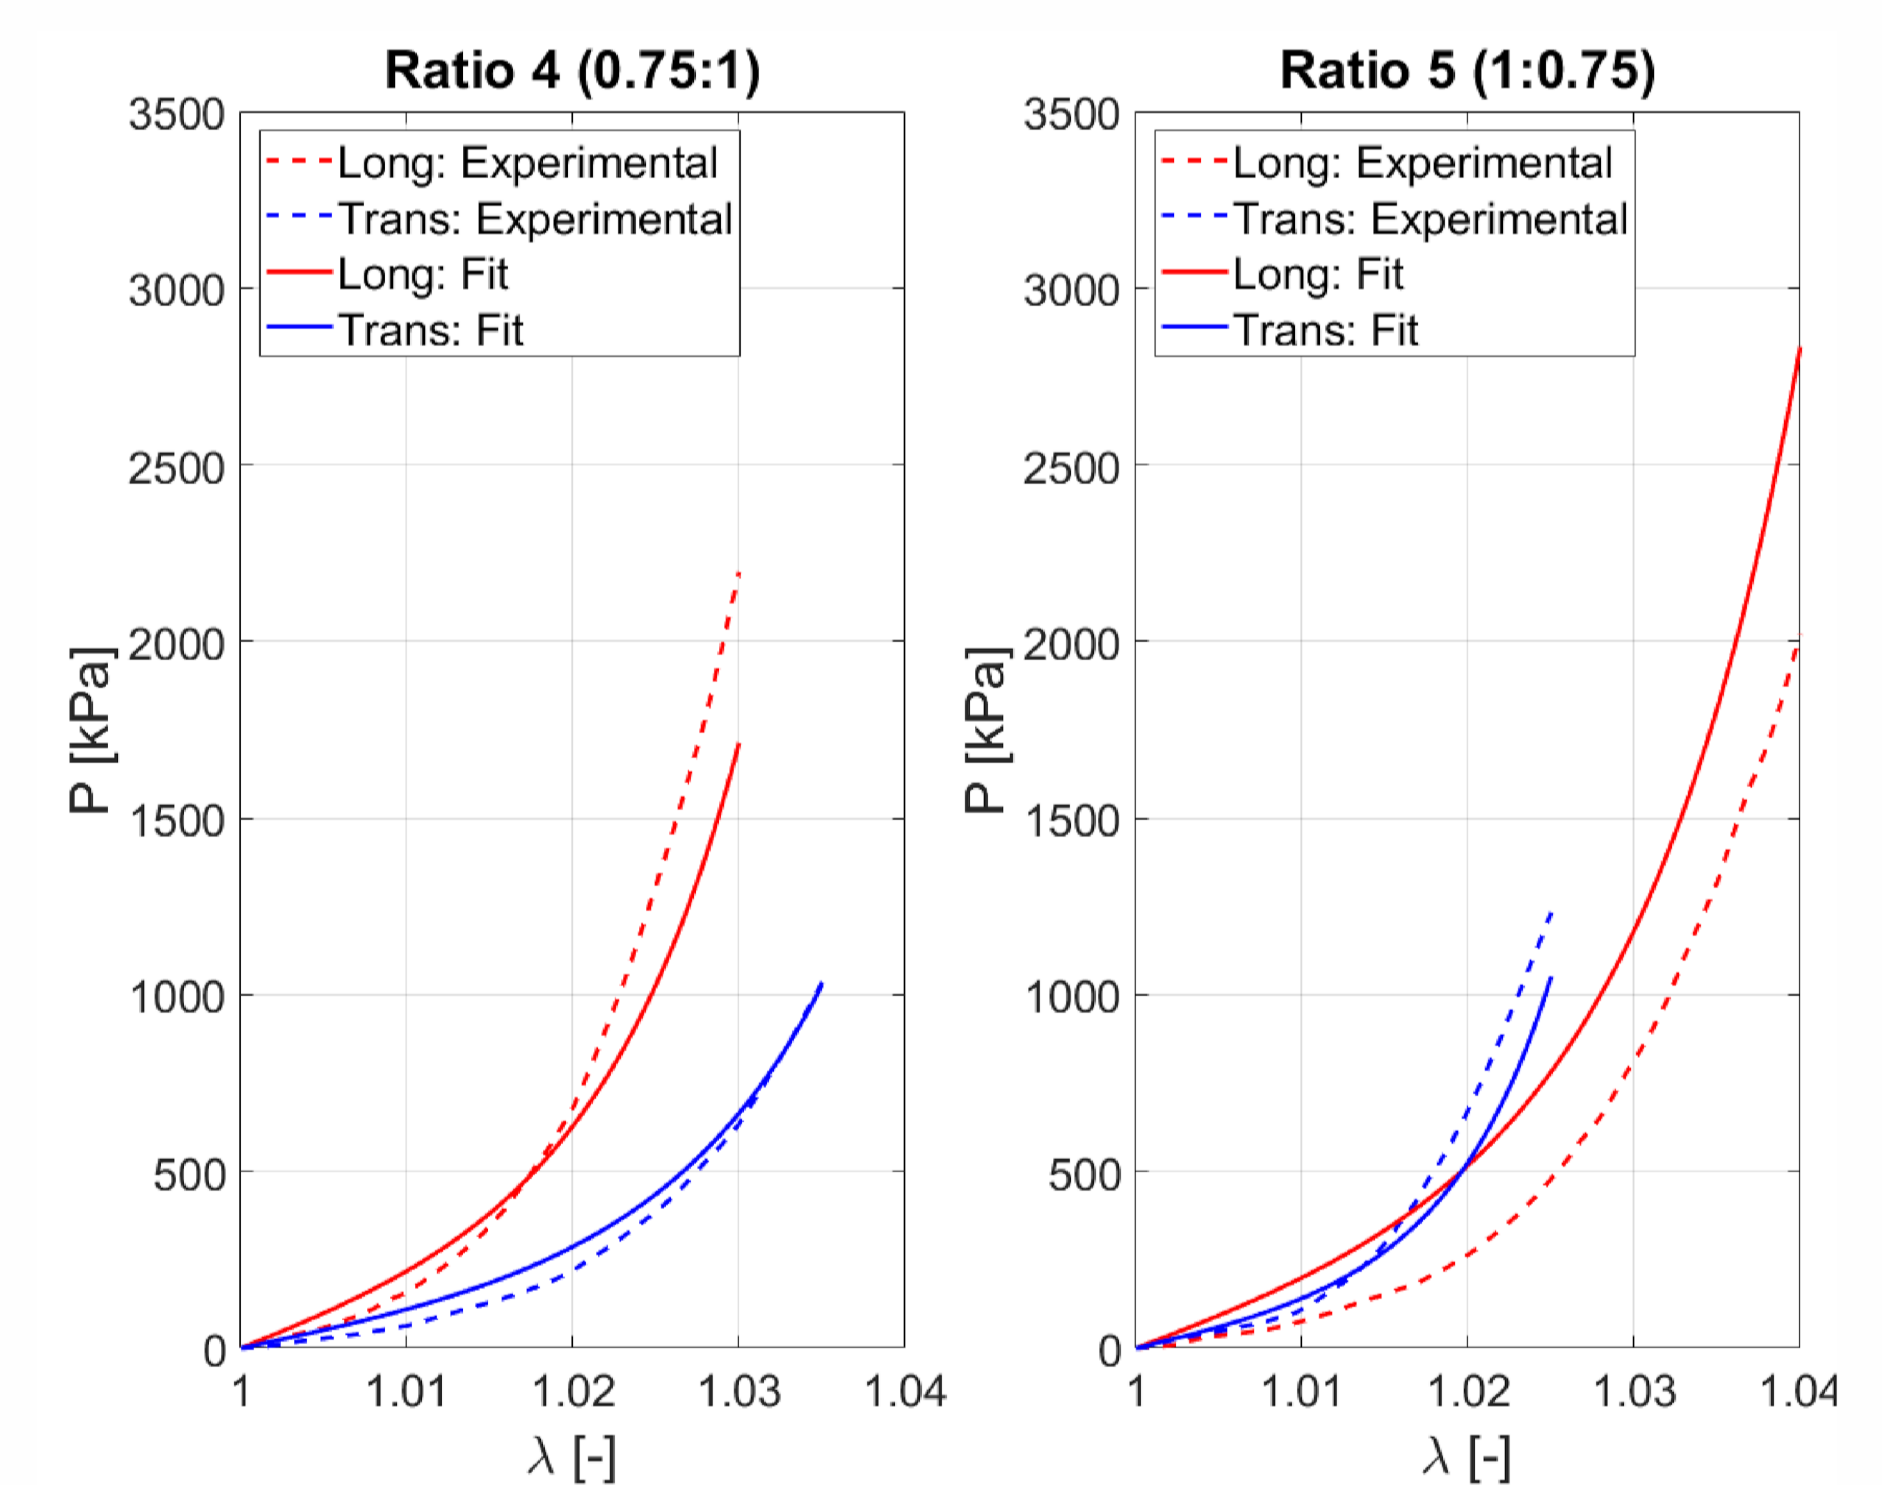 Ratio 4 (0.75:1)
3500
3000
2500
2000
1500
1000
500
0
P [kPa]
Long: Experimental
Trans: Experimental
Long: Fit
Trans: Fit
1 1.01 1.02 1.03 1.04
λ [-]
Ratio 5 (1:0.75)
3500
3000
2500
2000
1500
1000
500
0
P [kPa]
Long: Experimental
Trans: Experimental
Long: Fit
Trans: Fit
1 1.01 1.02 1.03 1.04
λ [-]